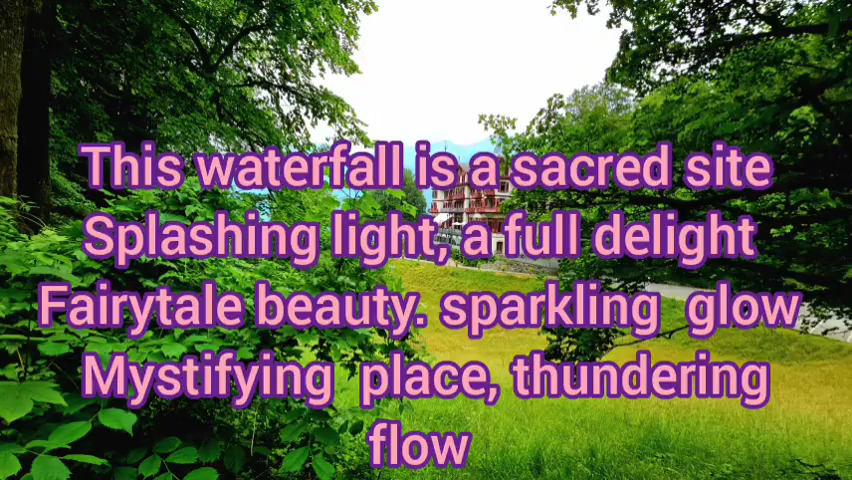 This waterfall is a sacred site
Splashing light, a full delight
Fairytale beauty. sparkling  glow
Mystifying  place, thundering
flow